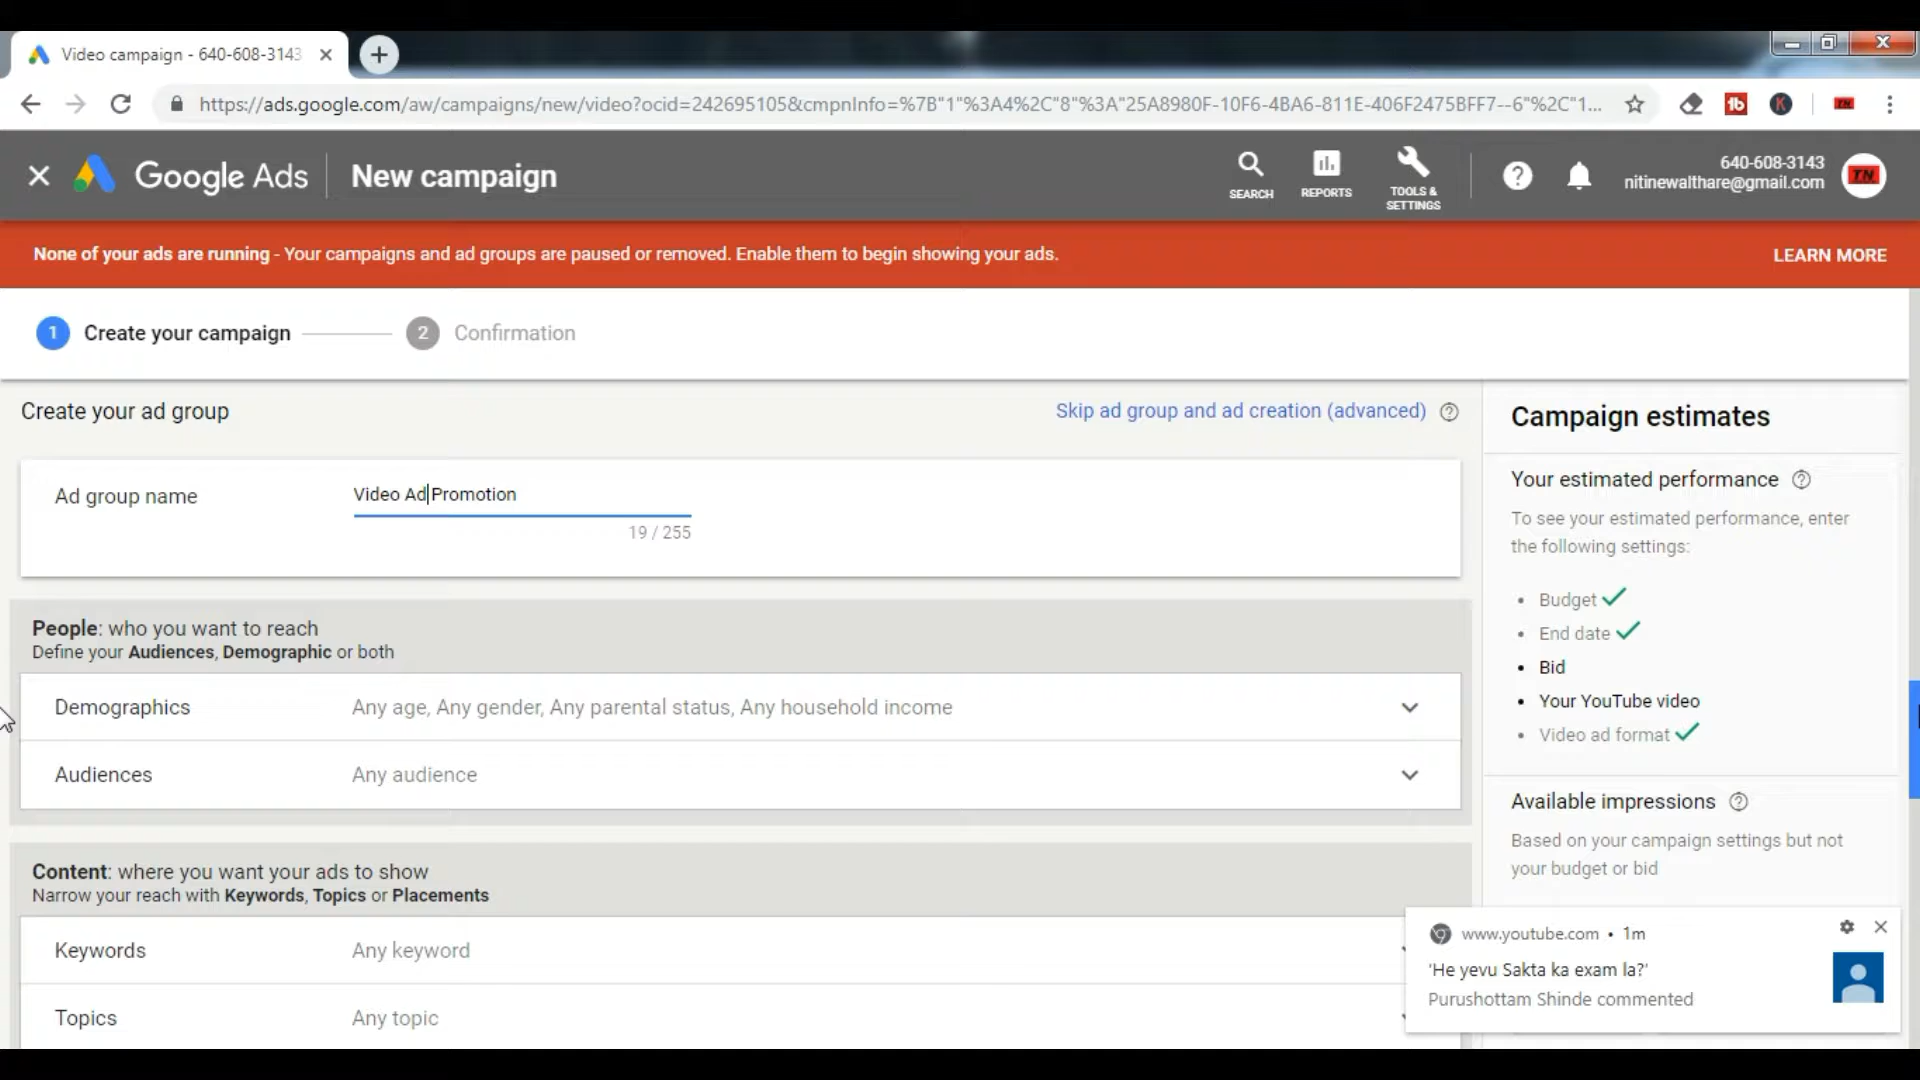 Video campaign - 640-608-3143
https://ads.google.com/aw/campaigns/new/video?ocid=242695105&cmpnInfo=%7B"1"%3A4%2C"8"%3A"25A8980F-10F6-4BA6-811E-406F2475BFF7--6"%2C"1...
Google Ads
New campaign
SEARCH
REPORTS
TOOLS &
SETTINGS
640-608-3143
nitinewalthare@gmail.com
TN
None of your ads are running - Your campaigns and ad groups are paused or removed. Enable them to begin showing your ads.
LEARN MORE
1 Create your campaign
2 Confirmation
Create your ad group
Skip ad group and ad creation (advanced)
Ad group name
Video Ad Promotion
19 / 255
People: who you want to reach
Define your Audiences, Demographic or both
Demographics
Any age, Any gender, Any parental status, Any household income
Audiences
Any audience
Content: where you want your ads to show
Narrow your reach with Keywords, Topics or Placements
Keywords
Any keyword
Topics
Any topic
Campaign estimates
Your estimated performance
To see your estimated performance, enter
the following settings:
• Budget
• End date
• Bid
• Your YouTube video
• Video ad format
Available impressions
Based on your campaign settings but not
your budget or bid
www.youtube.com • 1m
'He yevu Sakta ka exam la?'
Purushottam Shinde commented